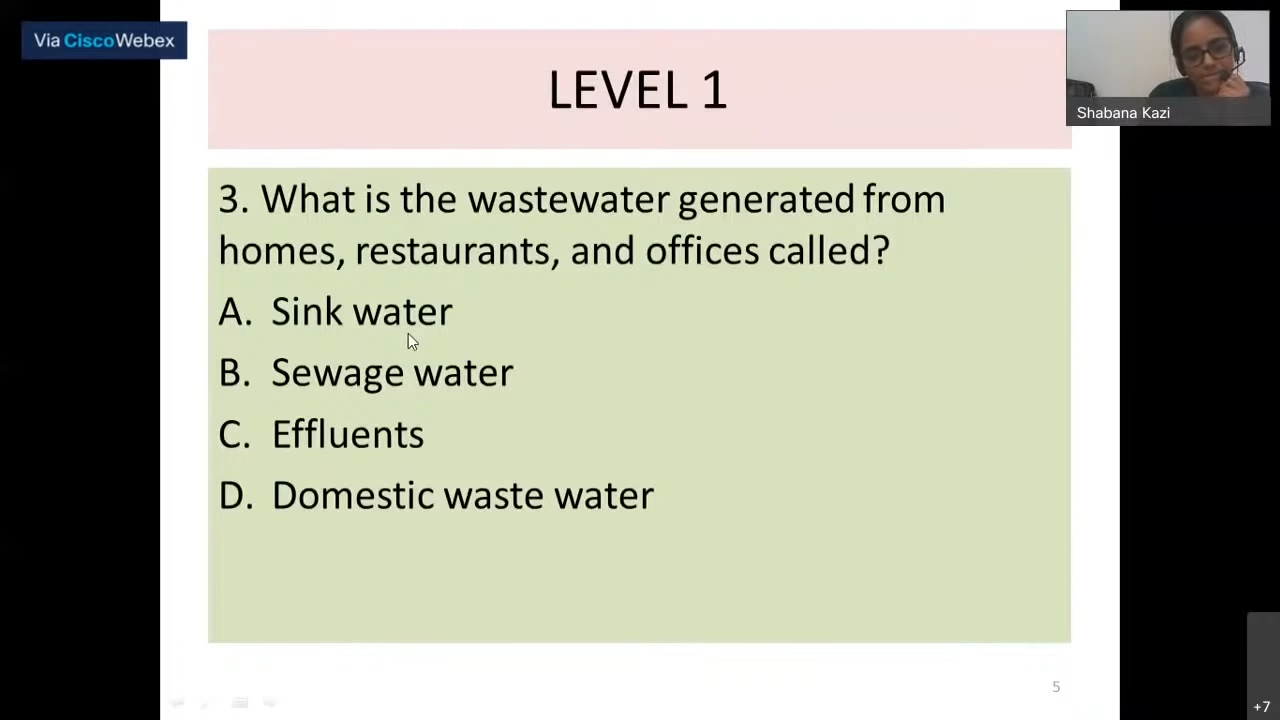 Via CiscoWebex
LEVEL 1
Shabana Kazi
3. What is the wastewater generated from
homes, restaurants, and offices called?
A. Sink water
B. Sewage water
C. Effluents
D. Domestic waste water
5
+7